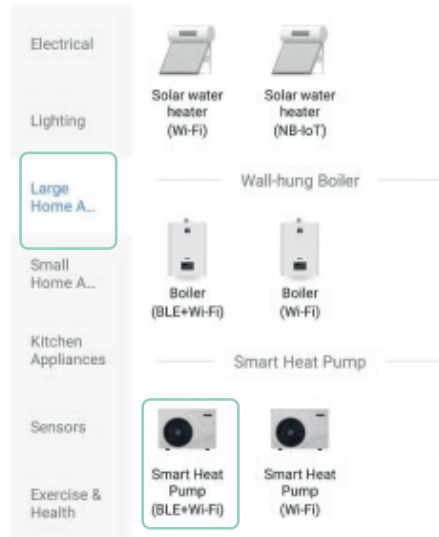 Electrical
Lighting
Large
Home A...
Small
Home A...
Kitchen
Appliances
Sensors
Exercise &
Health
Solar water
heater
(Wi-Fi)
Solar water
heater
(NB-IoT)
Wall-hung Boiler
Boiler
(BLE+Wi-Fi)
Boiler
(Wi-Fi)
Smart Heat Pump
Smart Heat
Pump
(BLE+Wi-Fi)
Smart Heat
Pump
(Wi-Fi)